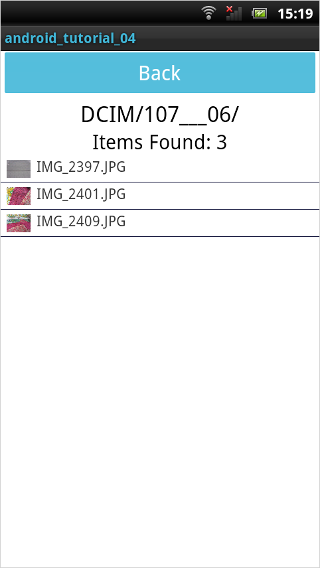 15:19
android_tutorial_04
Back
DCIM/107___06/
Items Found: 3
IMG_2397.JPG
IMG_2401.JPG
IMG_2409.JPG